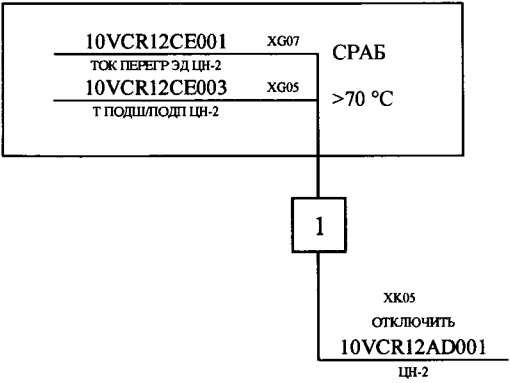 10VCR12CE001 XG07 СРАБ
ТОК ПЕРЕГР ЭД ЦН-2
10VCR12CE003 XG05 >70 °C
Т ПОДШ/ПОДП ЦН-2
1
XK05
ОТКЛЮЧИТЬ
10VCR12AD001
ЦН-2